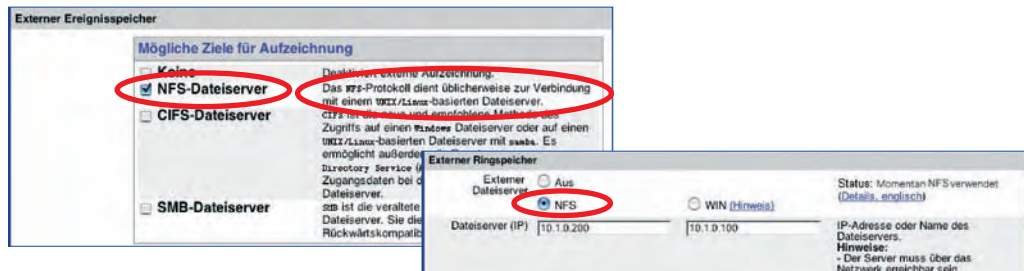 Externer Ereignisspeicher
Mögliche Ziele für Aufzeichnung
Keine
Deaktiviert externe Aufzeichnung.
NFS-Dateiserver
Das NFS-Protokoll dient üblicherweise zur Verbindung
mit einem UNIX/Linux-basierten Dateiserver.
CIFS-Dateiserver
CIFS ist die neue und empfohlene Methode des
Zugriffs auf einen Windows Dateiserver oder auf einen
UNIX/Linux-basierten Dateiserver mit samba. Es
ermöglicht außerdem
Directory Service
Zugangsdaten bei
Dateiserver.
SMB-Dateiserver
SMB ist die veraltete
Dateiserver. Sie die
Rückwärtskompatib
Externer Ringspeicher
Externer
Dateiserver
Aus
NFS
WIN (Hinweis)
Status: Momentan NFS verwendet
(Details, englisch)
Dateiserver (IP)
10.1.0.200
10.1.0.100
IP-Adresse oder Name des
Dateiservers.
Hinweise:
- Der Server muss über das
Netzwerk erreichbar sein